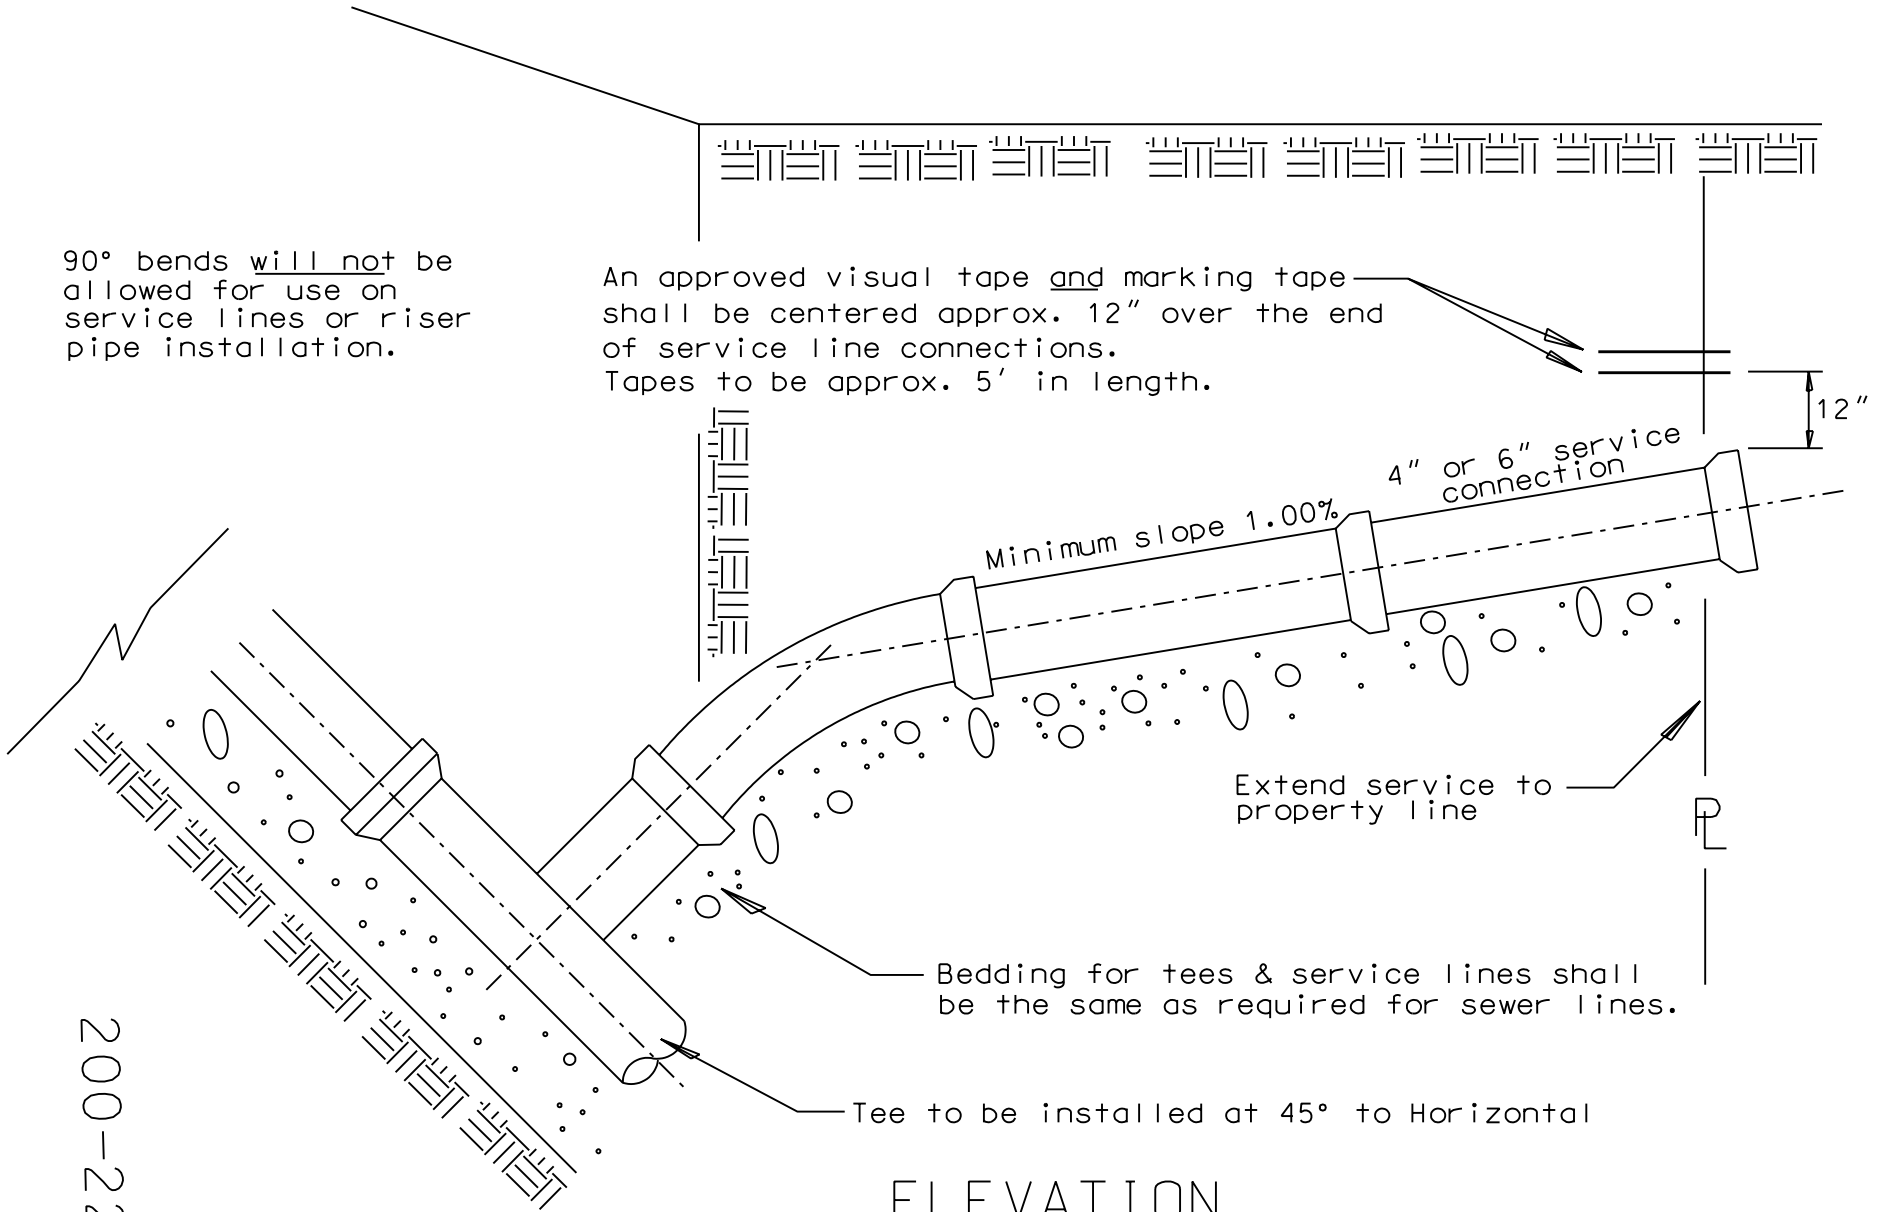 90° bends will not be
allowed for use on
service lines or riser
pipe installation.
An approved visual tape and marking tape
shall be centered approx. 12" over the end
of service line connections.
Tapes to be approx. 5' in length.
12"
4" or 6" service
connection
Minimum slope 1.00%
Extend service to
property line
PL
Bedding for tees & service lines shall
be the same as required for sewer lines.
Tee to be installed at 45° to Horizontal
ELEVATION
200-22